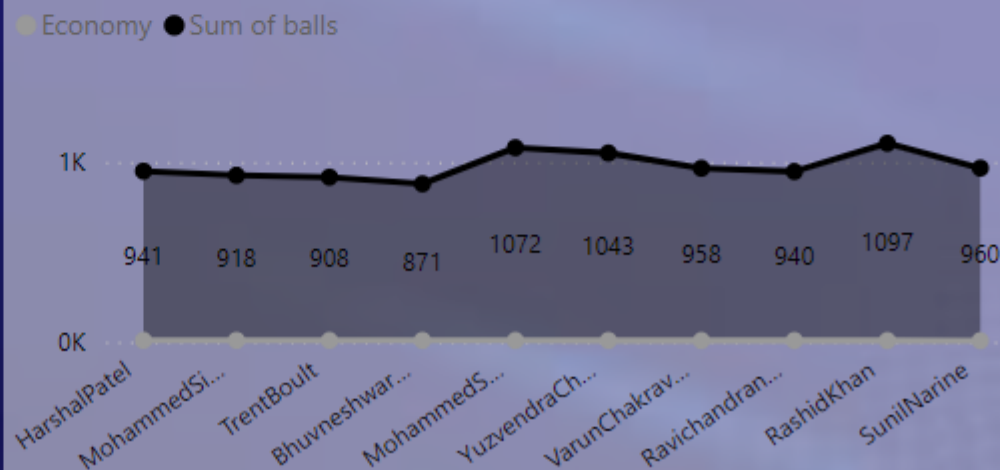 Economy Sum of balls
1K
941 918 908 871 1072 1043 958 940 1097 960
0K
HarshalPatel
MohammedSi...
TrentBoult
Bhuvneshwar...
MohammedS...
YuzvendraCh...
VarunChakrav...
Ravichandran...
RashidKhan
SunilNarine